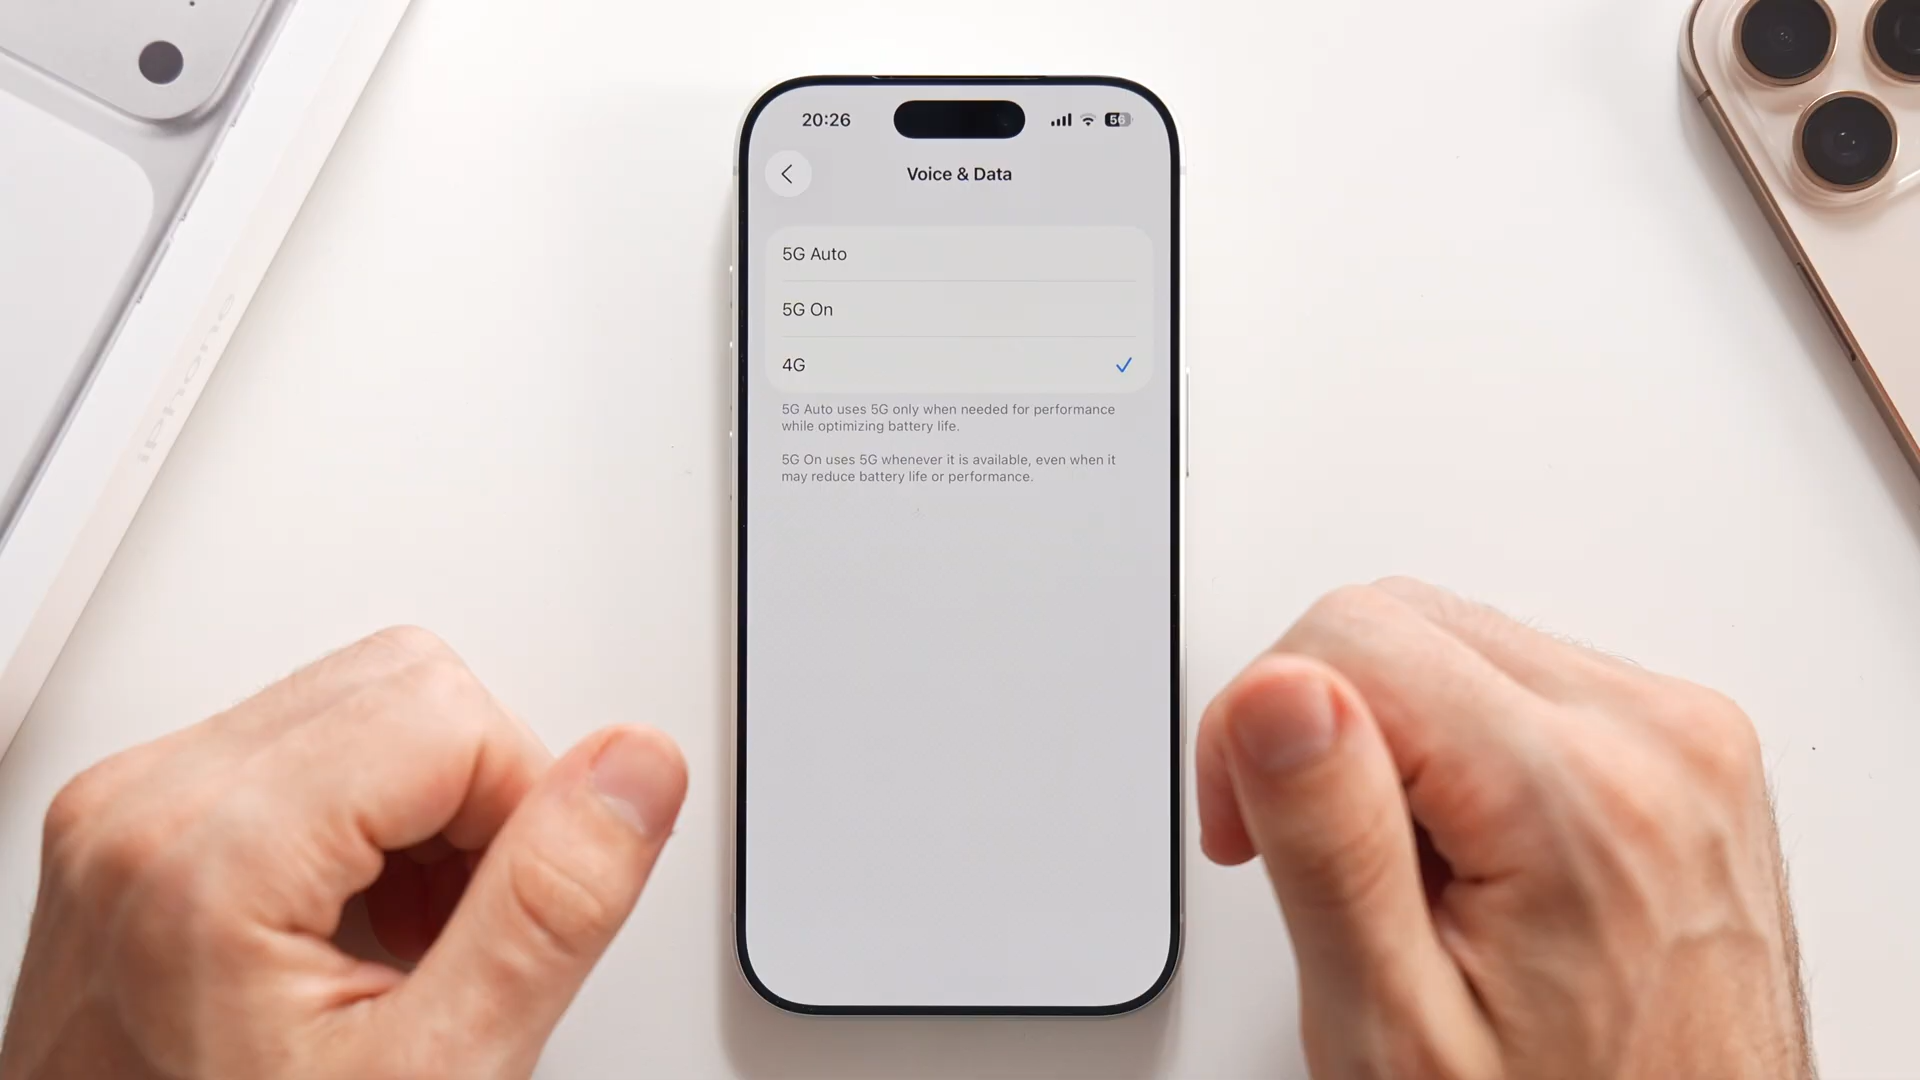 20:26
56
Voice & Data
5G Auto
5G On
4G
5G Auto uses 5G only when needed for performance
while optimizing battery life.
5G On uses 5G whenever it is available, even when it
may reduce battery life or performance.
iPhone